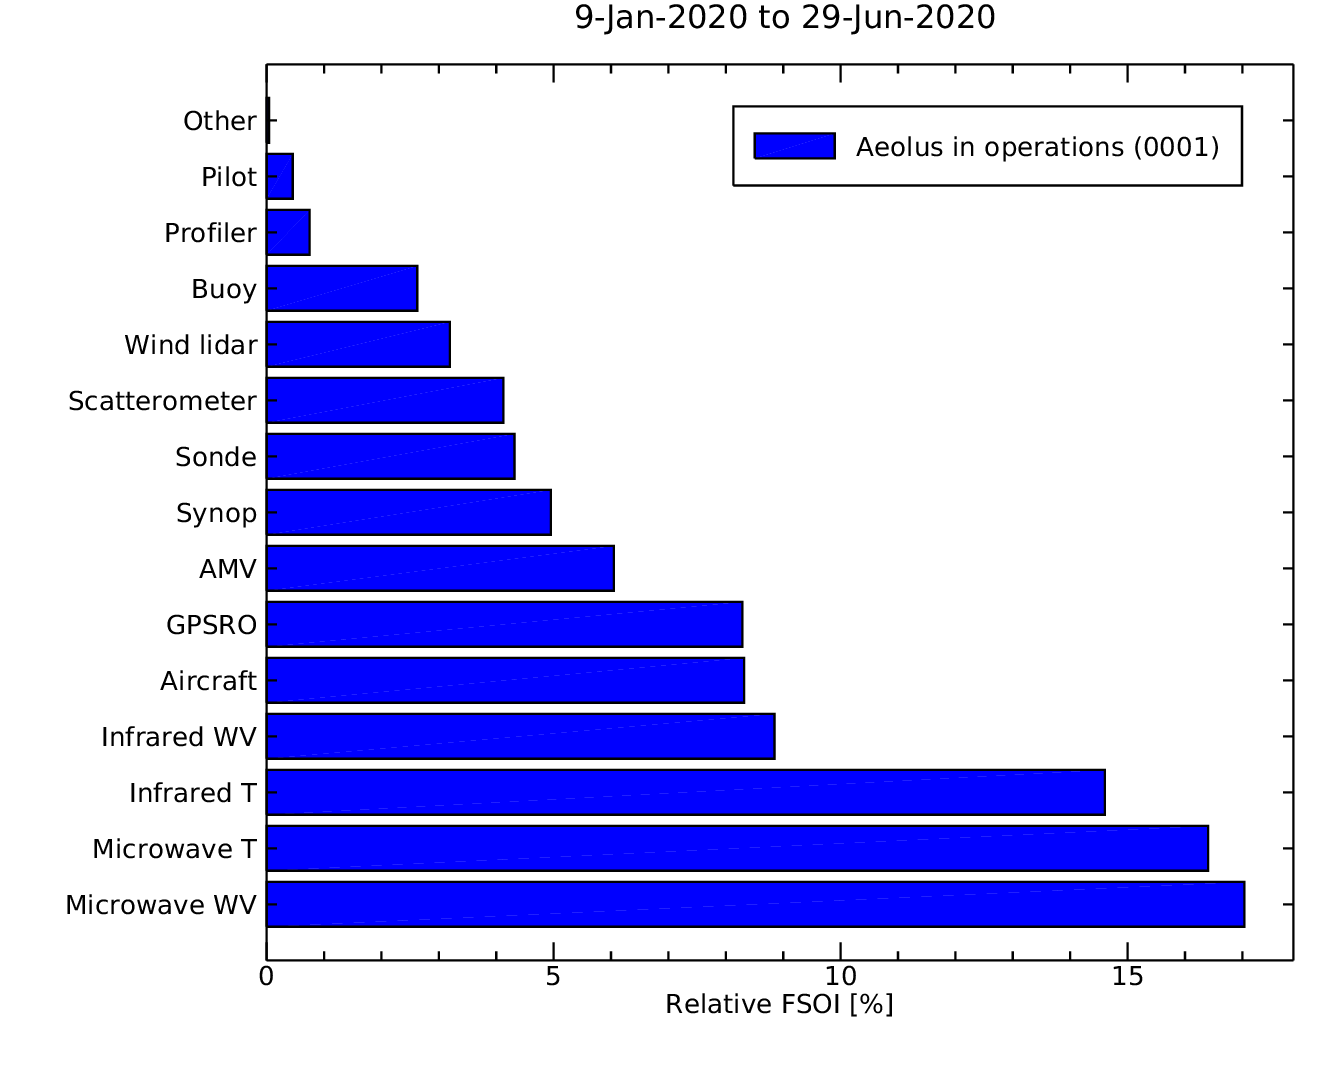 9-Jan-2020 to 29-Jun-2020
Other
Aeolus in operations (0001)
Pilot
Profiler
Buoy
Wind lidar
Scatterometer
Sonde
Synop
AMV
GPSRO
Aircraft
Infrared WV
Infrared T
Microwave T
Microwave WV
0 5 10 15
Relative FSOI [%]